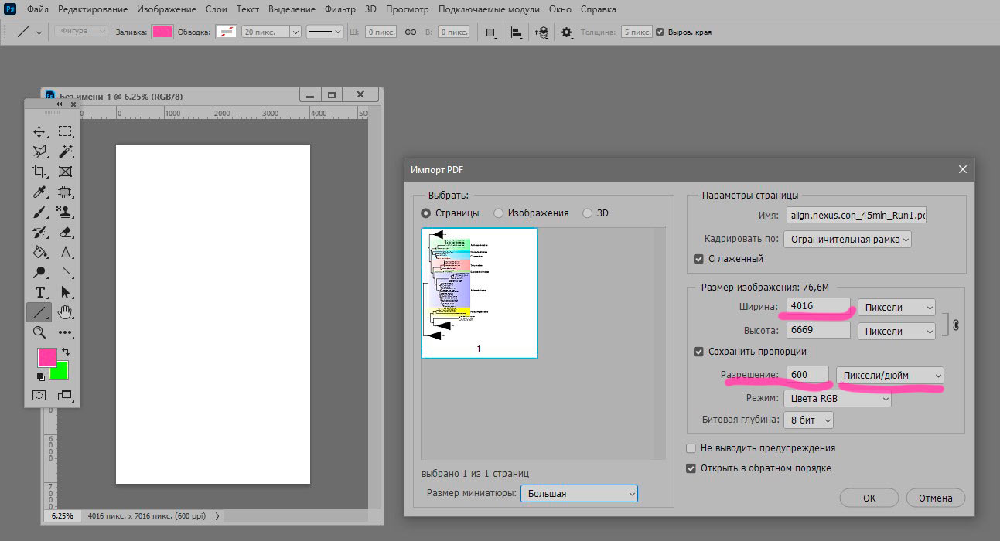 Ps Файл Редактирование Изображение Слои Текст Выделение Фильтр 3D Просмотр Подключаемые модули Окно Справка
Фигура Заливка: Обводка: 20 пикс. Ш: 0 пикс. В: 0 пикс. Толщина: 5 пикс. Выров. края
Ps Без имени-1 @ 6,25% (RGB/8)
0 1000 2000 3000 4000
T
6000
6,25% 4016 пикс. x 7016 пикс. (600 ppi)
Импорт PDF
Выбрать:
Страницы Изображения 3D
1
выбрано 1 из 1 страниц
Размер миниатюры: Большая
Параметры страницы
Имя: align.nexus.con_45mln_Run1.pd
Кадрировать по: Ограничительная рамка
Сглаженный
Размер изображения: 76,6M
Ширина: 4016 Пиксели
Высота: 6669 Пиксели
Сохранить пропорции
Разрешение: 600 Пиксели/дюйм
Режим: Цвета RGB
Битовая глубина: 8 бит
Не выводить предупреждения
Открыть в обратном порядке
ОК Отмена